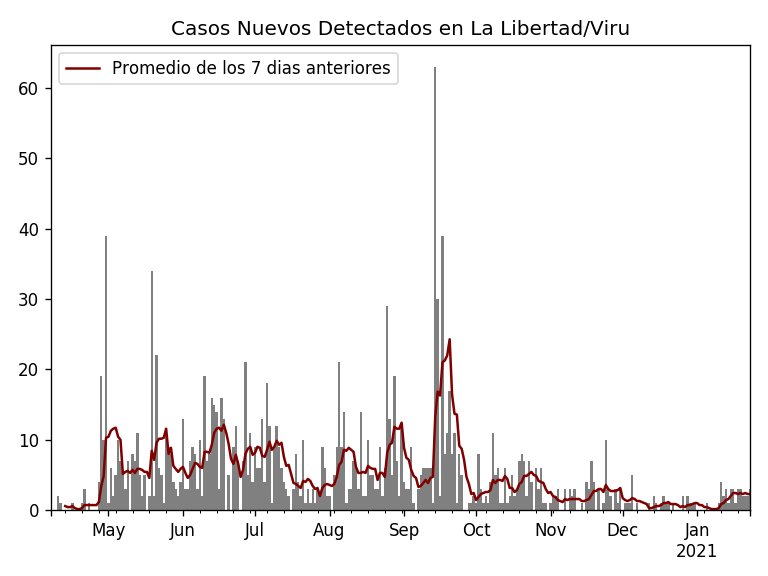 Casos Nuevos Detectados en La Libertad/Viru
Promedio de los 7 dias anteriores
60
50
40
30
20
10
0
May Jun Jul Aug Sep Oct Nov Dec Jan
2021